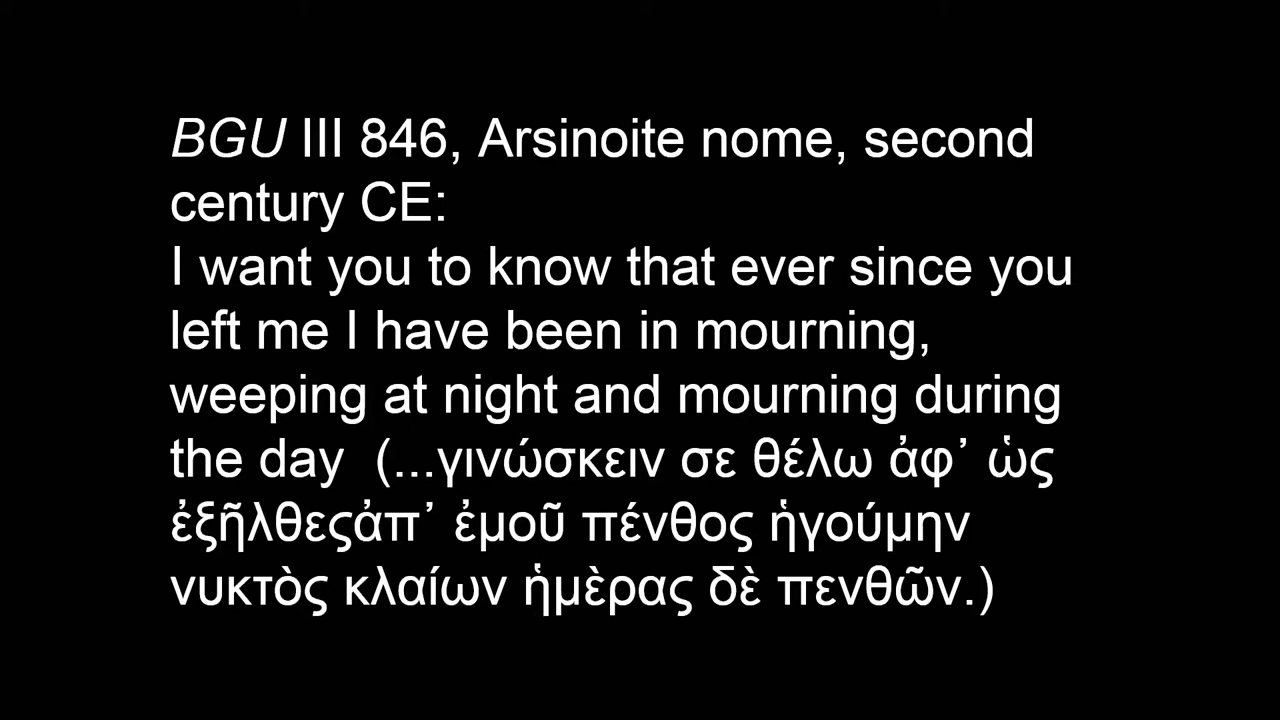 BGU III 846, Arsinoite nome, second
century CE:
I want you to know that ever since you
left me I have been in mourning,
weeping at night and mourning during
the day  (...γινώσκειν σε θέλω ἀφ᾽ ὡς
ἐξῆλθεςἀπ᾽ ἐμοῦ πένθος ἡγούμην
νυκτὸς κλαίων ἡμὲρας δὲ πενθῶν.)